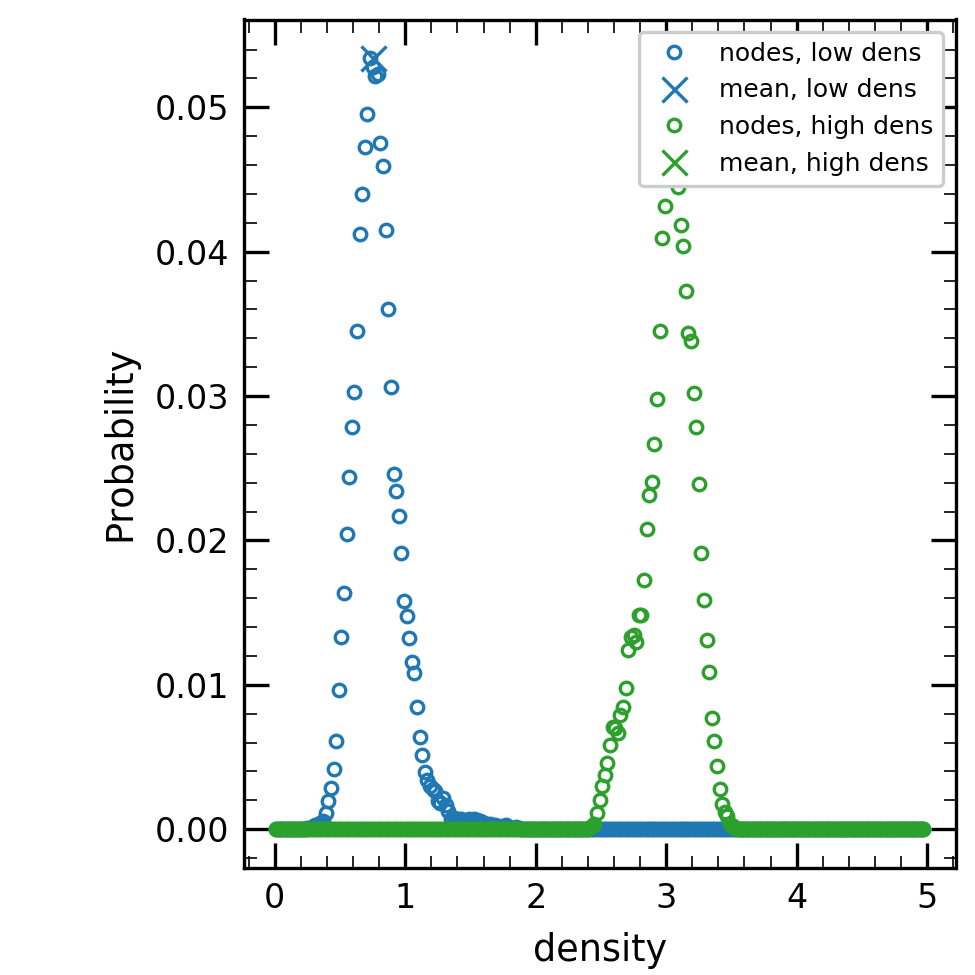 nodes, low dens
mean, low dens
nodes, high dens
mean, high dens
0.05
0.04
0.03
0.02
0.01
0.00
Probability
0 1 2 3 4 5
density